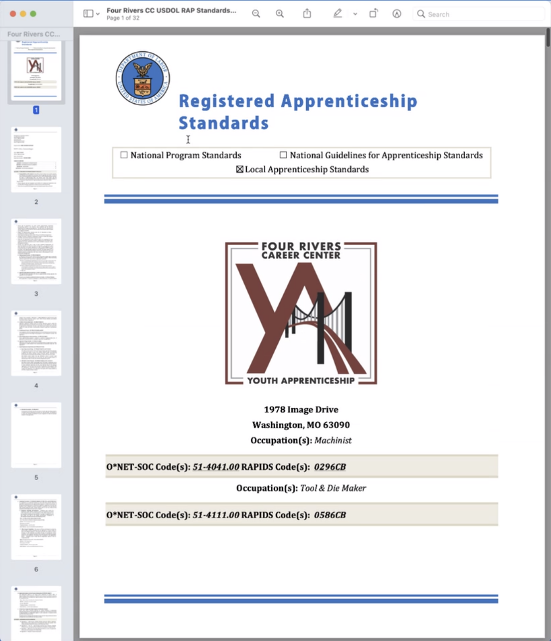 Four Rivers CC USDOL RAP Standards...
Page 1 of 32
Search
Four Rivers CC...
1
2
3
4
5
6
Registered Apprenticeship
Standards
☐ National Program Standards ☐ National Guidelines for Apprenticeship Standards
☒ Local Apprenticeship Standards
FOUR RIVERS
CAREER CENTER
YA
YOUTH APPRENTICESHIP
1978 Image Drive
Washington, MO 63090
Occupation(s): Machinist
O*NET-SOC Code(s): 51-4041.00 RAPIDS Code(s): 0296CB
Occupation(s): Tool & Die Maker
O*NET-SOC Code(s): 51-4111.00 RAPIDS Code(s): 0586CB